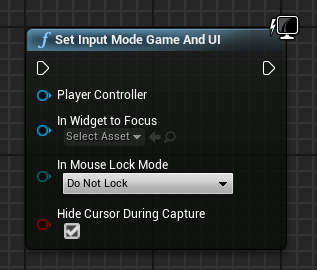 f Set Input Mode Game And UI
Player Controller
In Widget to Focus
Select Asset
In Mouse Lock Mode
Do Not Lock
Hide Cursor During Capture